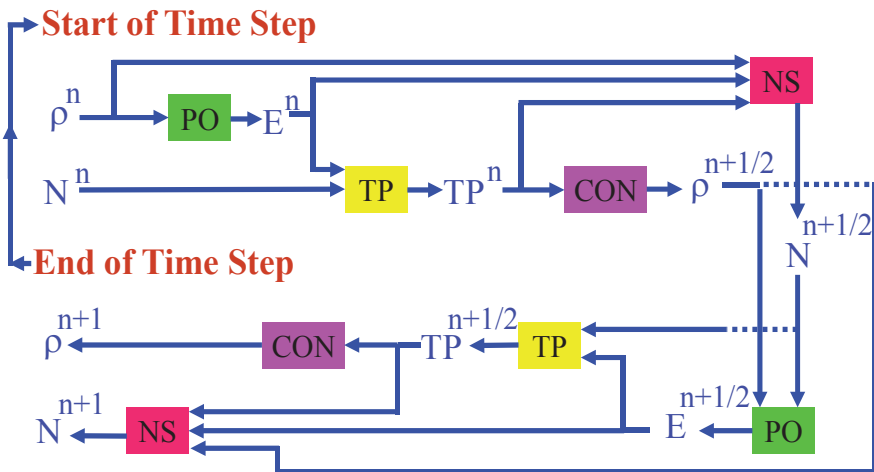 Start of Time Step
ρ^n PO E^n NS
N^n TP TP^n CON ρ^n+1/2
N^n+1/2
End of Time Step
ρ^n+1 CON TP^n+1/2 TP
N^n+1 NS E^n+1/2 PO